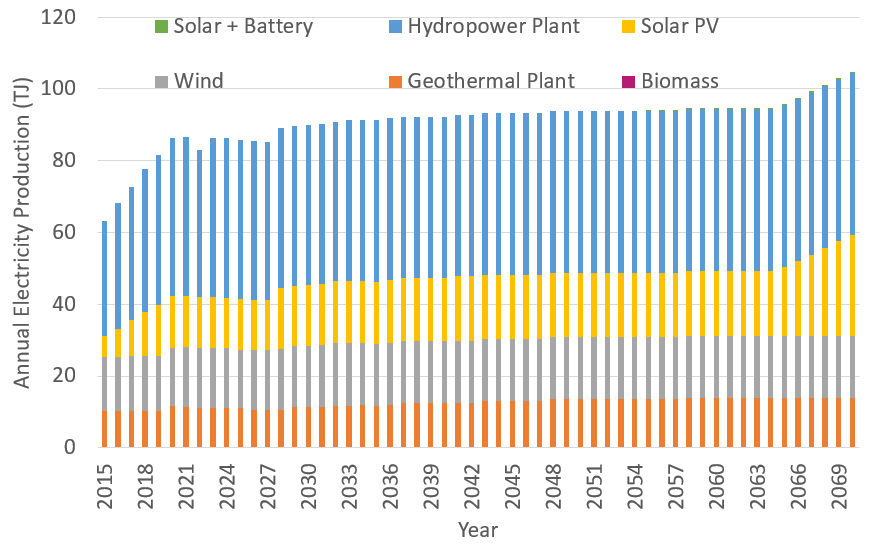 120
Solar + Battery Hydropower Plant Solar PV
100
Wind Geothermal Plant Biomass
80
60
40
20
0
Annual Electricity Production (TJ)
2015 2018 2021 2024 2027 2030 2033 2036 2039 2042 2045 2048 2051 2054 2057 2060 2063 2066 2069
Year